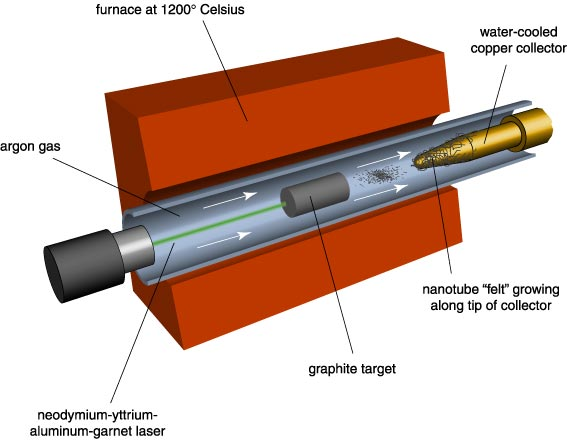 furnace at 1200° Celsius
water-cooled
copper collector
argon gas
nanotube “felt” growing
along tip of collector
graphite target
neodymium-yttrium-
aluminum-garnet laser